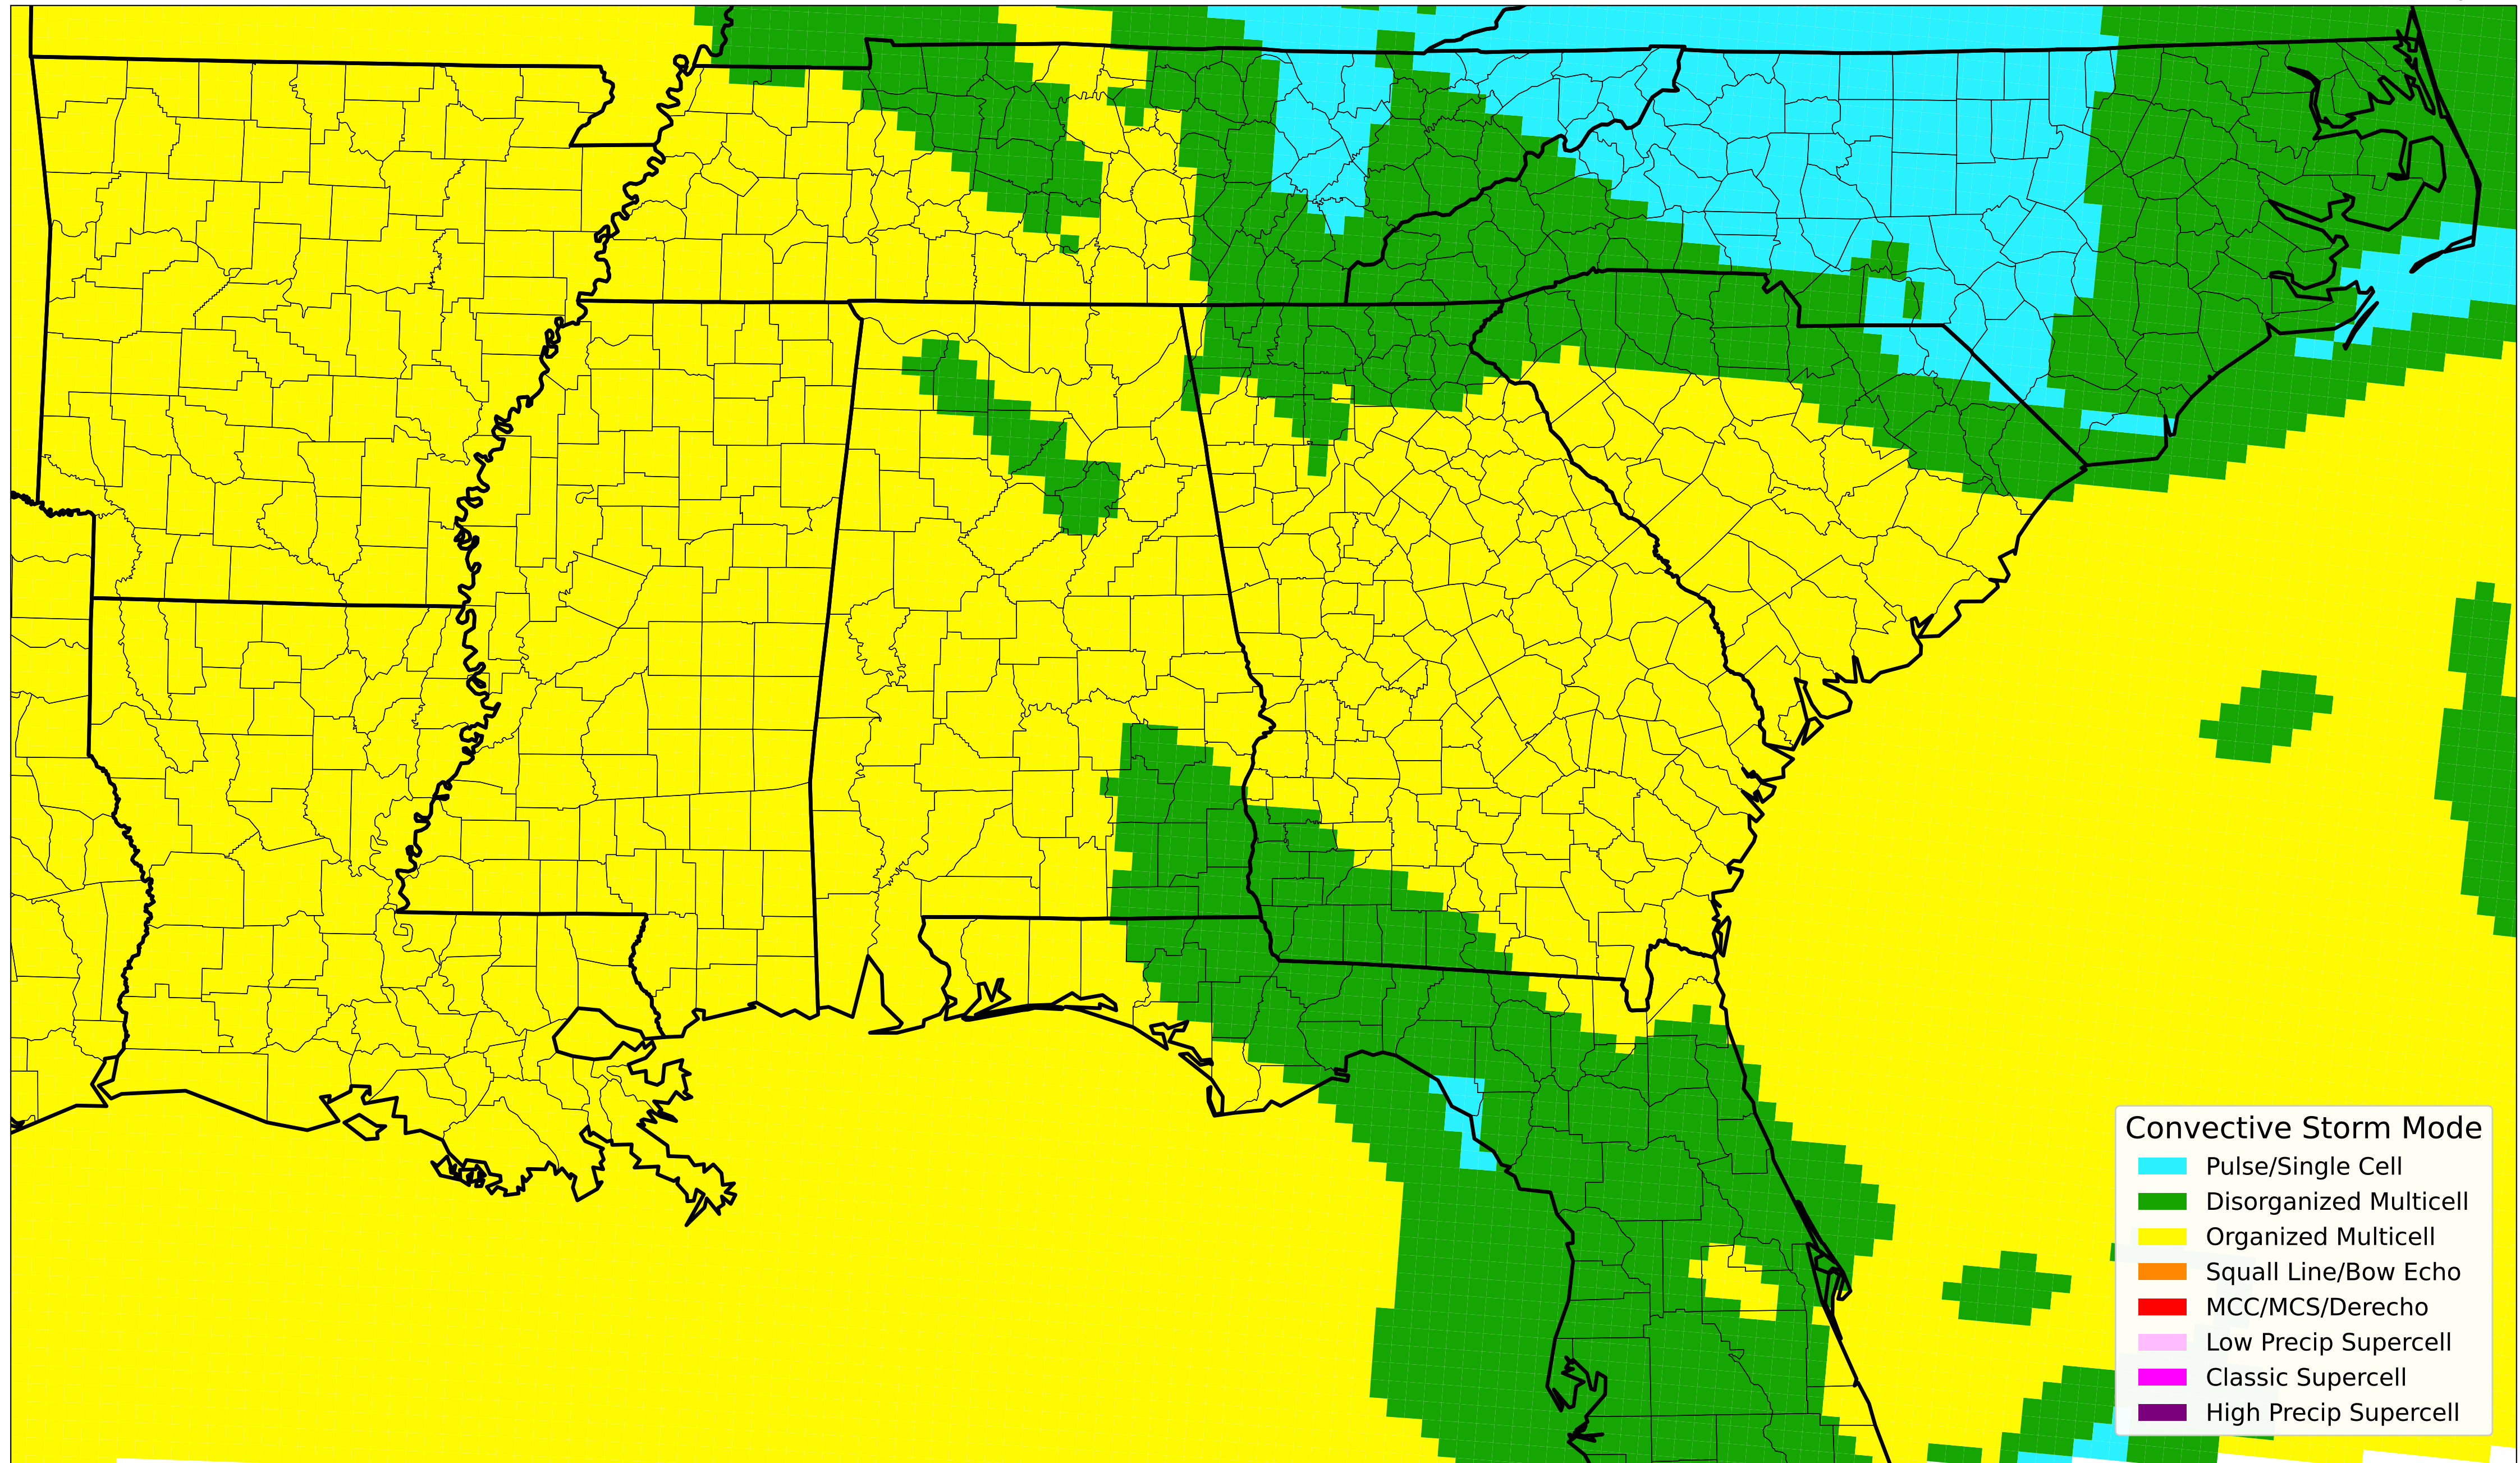 Convective Storm Mode
Pulse/Single Cell
Disorganized Multicell
Organized Multicell
Squall Line/Bow Echo
MCC/MCS/Derecho
Low Precip Supercell
Classic Supercell
High Precip Supercell